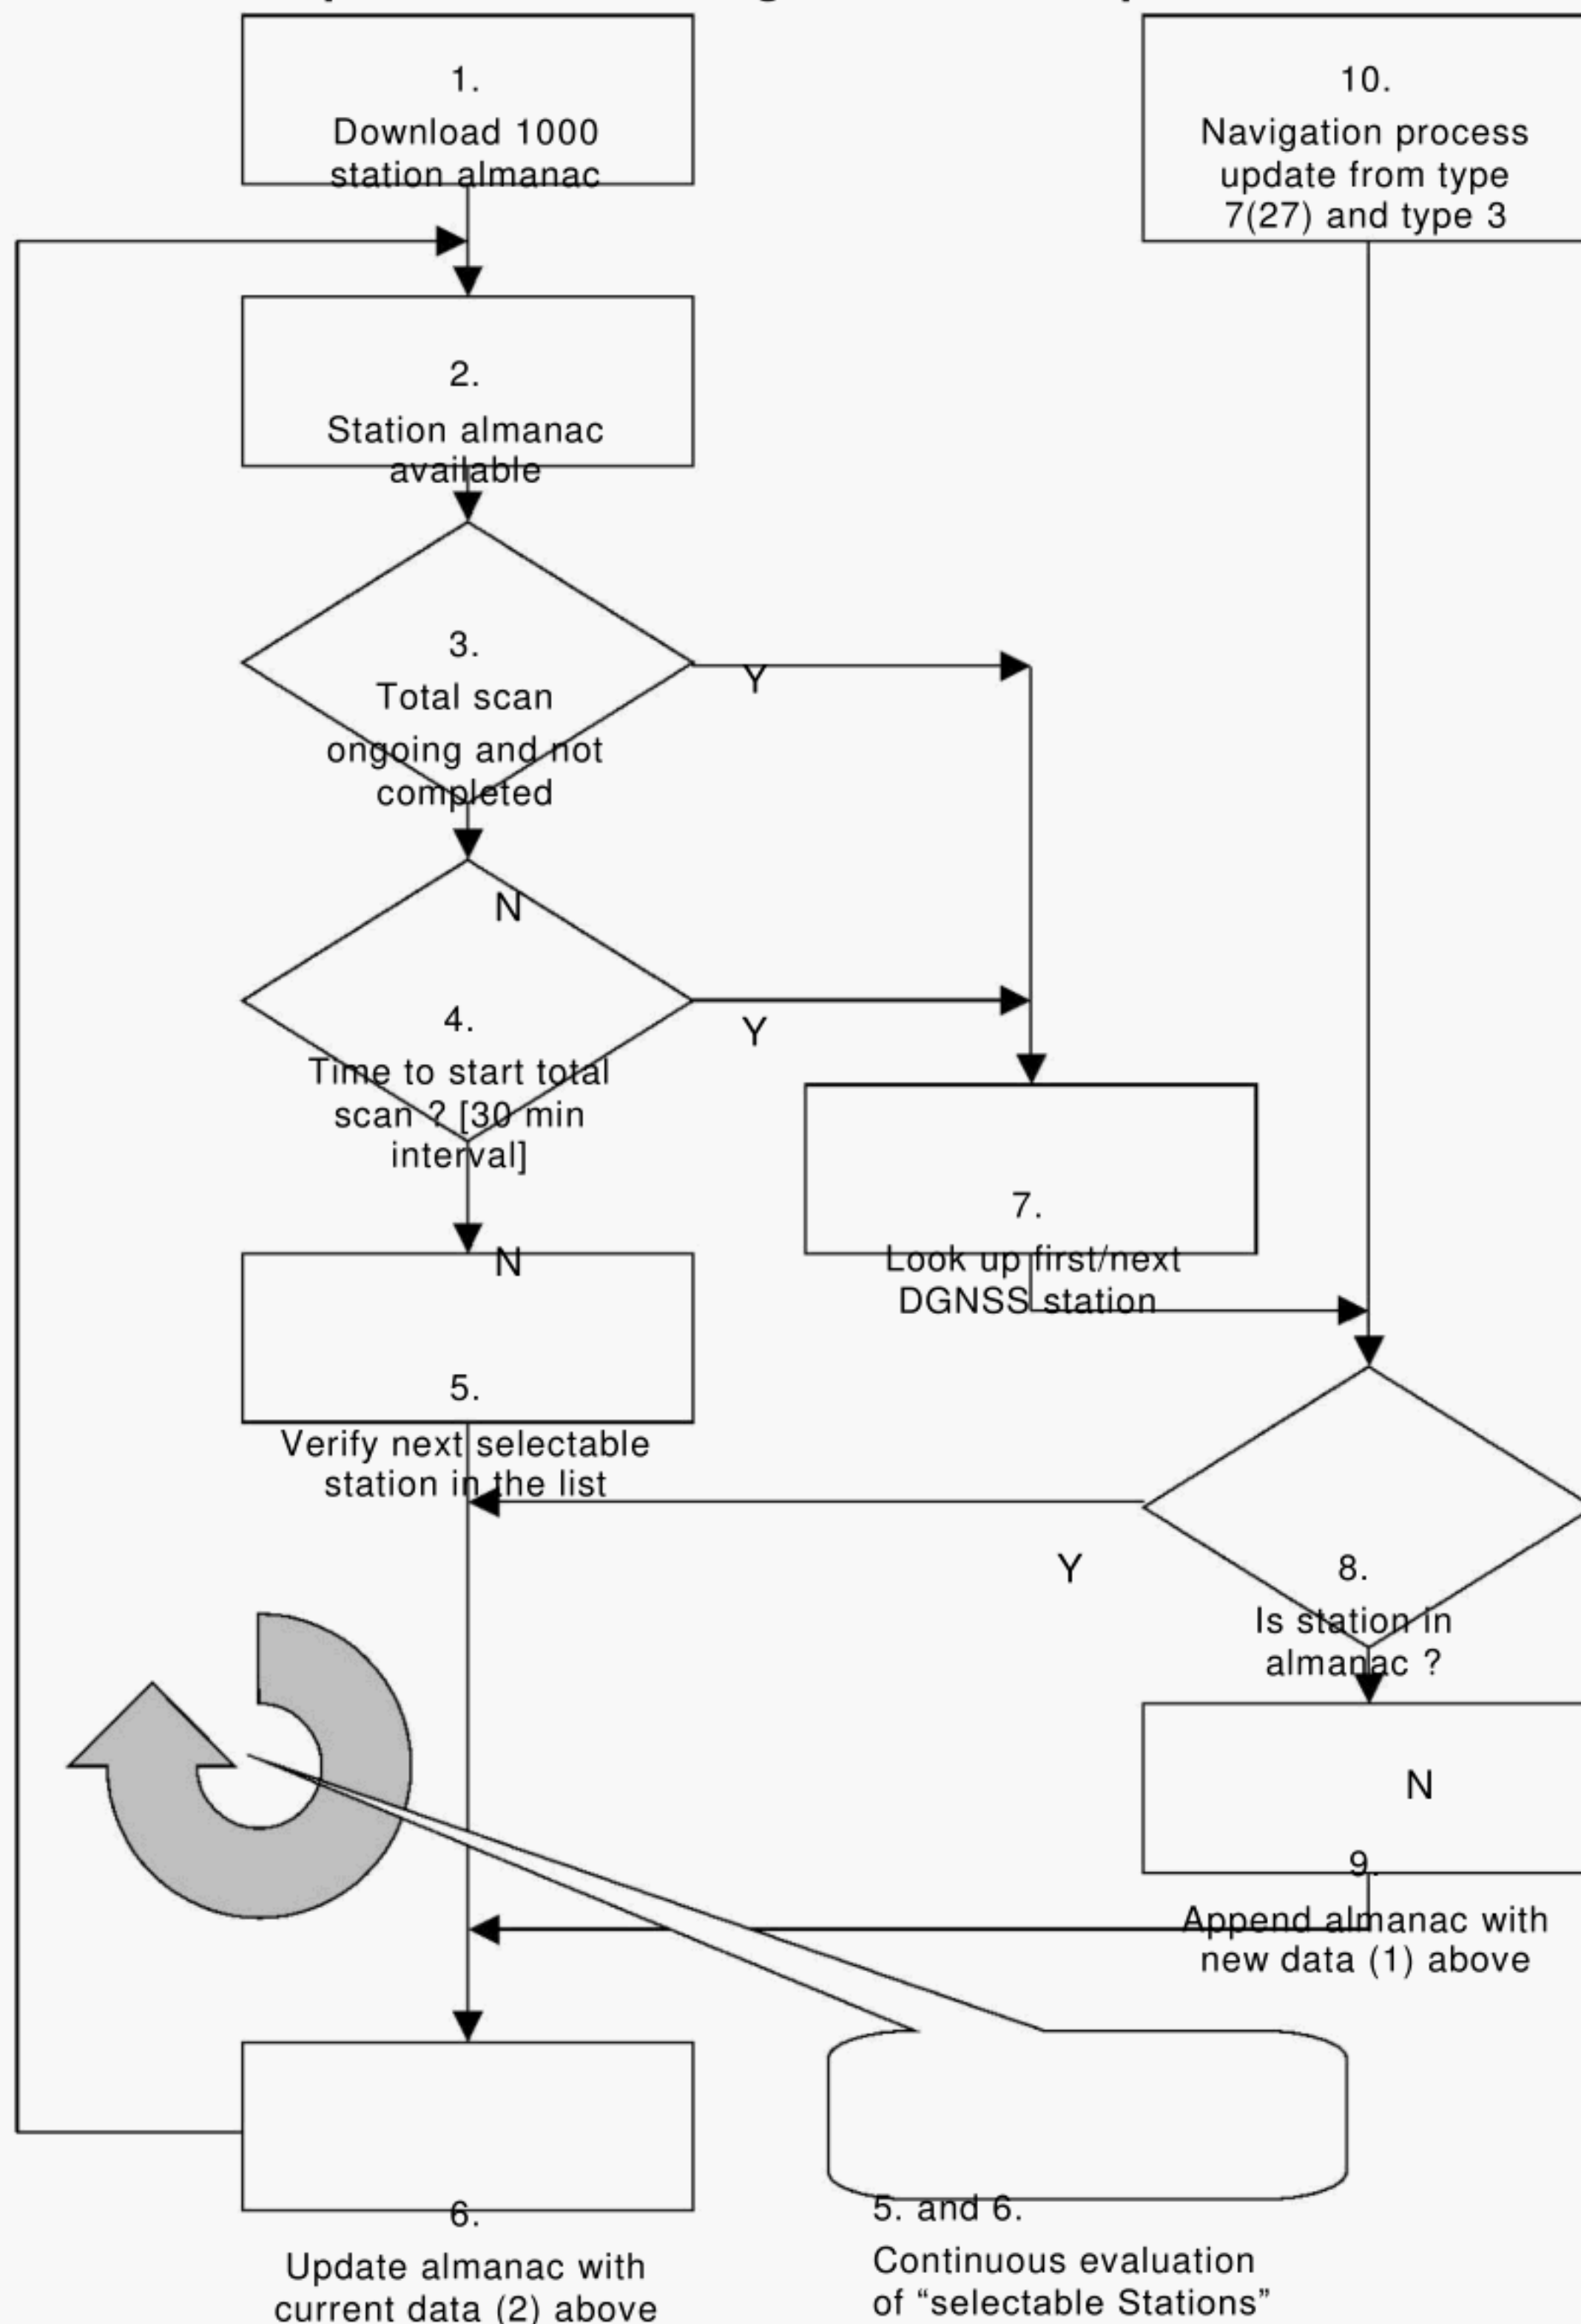 1.
Download 1000
station almanac
10.
Navigation process
update from type
7(27) and type 3
2.
Station almanac
available
3.
Total scan
ongoing and not
completed
Y
N
4.
Time to start total
scan ? [30 min
interval]
Y
N
7.
Look up first/next
DGNSS station
5.
Verify next selectable
station in the list
8.
Is station in
almanac ?
Y
N
9.
Append almanac with
new data (1) above
6.
Update almanac with
current data (2) above
5. and 6.
Continuous evaluation
of “selectable Stations”